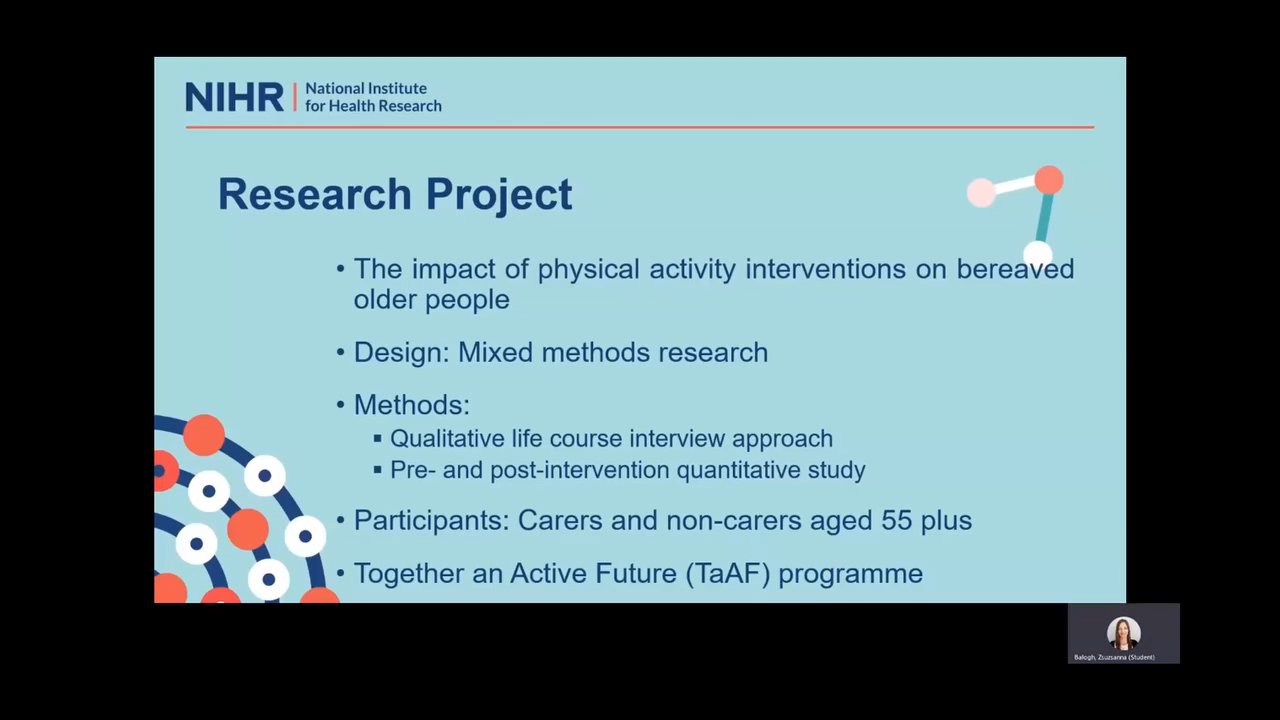 NIHR
National Institute
for Health Research
Research Project
• The impact of physical activity interventions on bereaved
older people
• Design: Mixed methods research
• Methods:
▪ Qualitative life course interview approach
▪ Pre- and post-intervention quantitative study
• Participants: Carers and non-carers aged 55 plus
• Together an Active Future (TaAF) programme
Balogh, Zsuzsanna (Student)